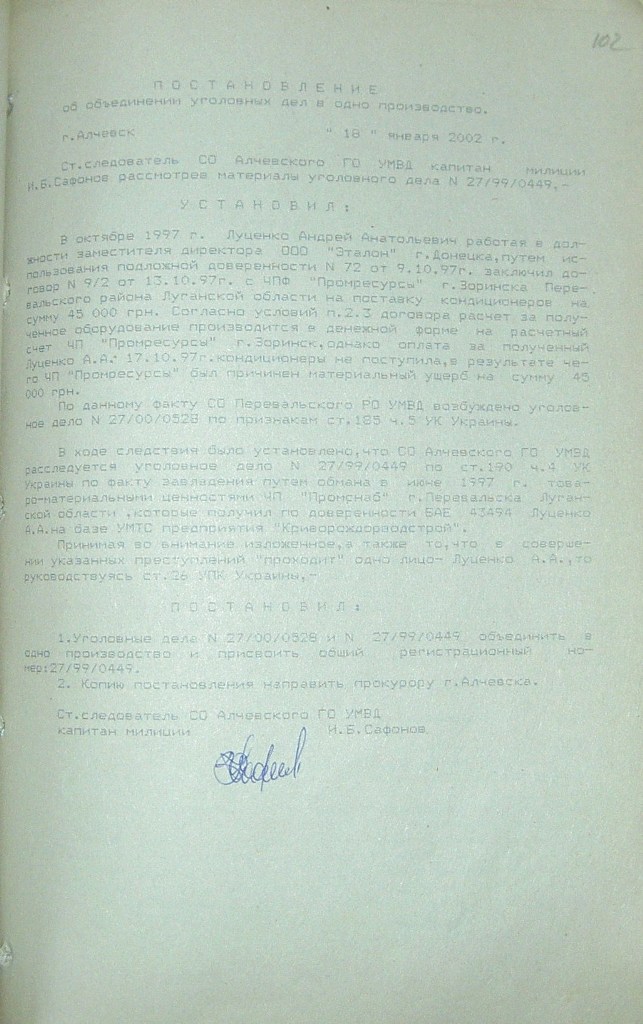 102
П О С Т А Н О В Л Е Н И Е
об объединении уголовных дел в одно производство.
г.Алчевск " 18 " января 2002 г.
Ст.следователь СО Алчевского ГО УМВД капитан милиции
И.Б.Сафонов рассмотрев материалы уголовного дела N 27/99/0449,-
У С Т А Н О В И Л :
В октябре 1997 г. Луценко Андрей Анатольевич работая в дол-
жности заместителя директора ООО "Эталон" г.Донецка,путем ис-
пользования подложной доверенности N 72 от 9.10.97г. заключил до-
говор N 9/2 от 13.10.97г. с ЧПФ "Промресурсы" г.Зоринска Пере-
вальского района Луганской области на поставку кондиционеров на
сумму 45 000 грн. Согласно условий п.2.3 договора расчет за полу-
ченное оборудование производится в денежной форме на расчетный
счет ЧП "Промресурсы" г.Зоринск,однако оплата за полученный
Луценко А.А. 17.10.97г.кондиционеры не поступила,в результате че-
го ЧП "Промресурсы" был причинен материальный ущерб на сумму 45
000 грн.
По данному факту СО Перевальского РО УМВД возбуждено уголов-
ное дело N 27/00/0528 по признакам ст.185 ч.5 УК Украины.
В ходе следствия было установлено,что СО Алчевского ГО УМВД
расследуется уголовное дело N 27/99/0449 по ст.190 ч.4 УК
Украины по факту завладения путем обмана в июне 1997 г. това-
ро-материальными ценностями ЧП "Промснаб" г.Перевальска Луган-
ской области ,которые получил по доверенности БАЕ 43494 Луценко
А.А.на базе УМТС предприятия "Криворождорводстрой".
Принимая во внимание изложенное,а также то,что в соверше-
нии указанных преступлений "проходит" одно лицо- Луценко А.А.,то
руководствуясь ст.26 УПК Украины,-
П О С Т А Н О В И Л :
1.Уголовные дела N 27/00/0528 и N 27/99/0449 объединить в
одно производство и присвоить общий регистрационный но-
мер:27/99/0449.
2. Копию постановления направить прокурору г.Алчевска.
Ст.следователь СО Алчевского ГО УМВД
капитан милиции И.Б.Сафонов